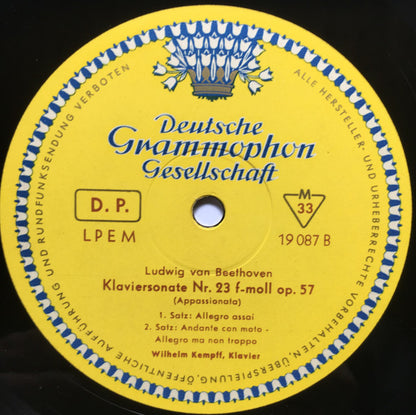 Deutsche
Grammophon
Gesellschaft
D. P.
LPEM
M
33
19 087 B
Ludwig van Beethoven
Klaviersonate Nr. 23 f-moll op. 57
(Appassionata)
1. Satz: Allegro assai
2. Satz: Andante con moto -
Allegro ma non troppo
Wilhelm Kempff, Klavier
ALLE HERSTELLER- UND URHEBERRECHTE VORBEHALTEN. ÜBERSPIELUNG, ÖFFENTLICHE AUFFÜHRUNG UND RUNDFUNKSENDUNG VERBOTEN